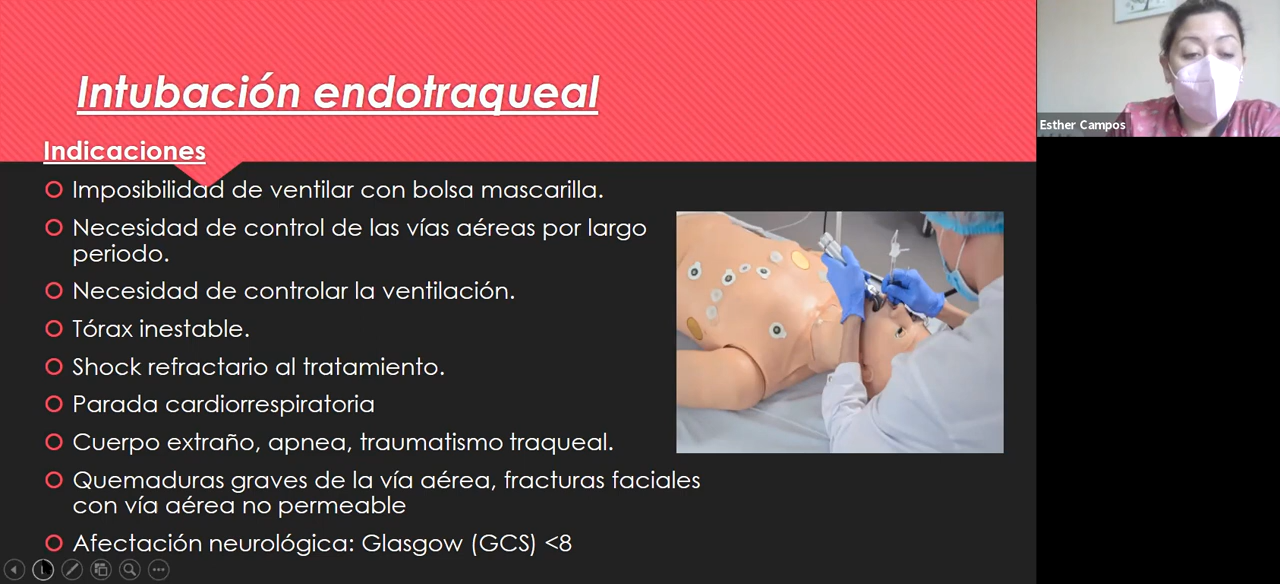 Intubación endotraqueal
Indicaciones
Imposibilidad de ventilar con bolsa mascarilla.
Necesidad de control de las vías aéreas por largo
periodo.
Necesidad de controlar la ventilación.
Tórax inestable.
Shock refractario al tratamiento.
Parada cardiorrespiratoria
Cuerpo extraño, apnea, traumatismo traqueal.
Quemaduras graves de la vía aérea, fracturas faciales
con vía aérea no permeable
Afectación neurológica: Glasgow (GCS) <8
Esther Campos